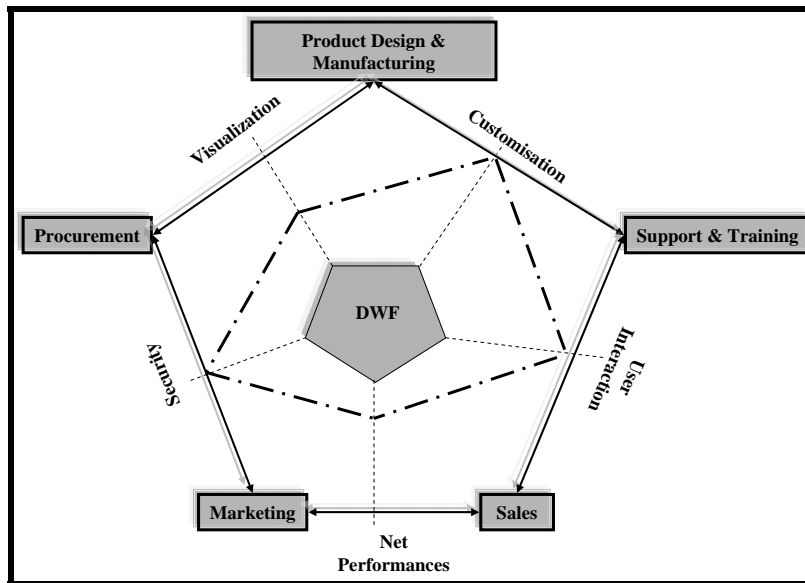 Product Design &
Manufacturing
Visualization
Customisation
Procurement
Support & Training
DWF
Security
User
Interaction
Marketing
Sales
Net
Performances